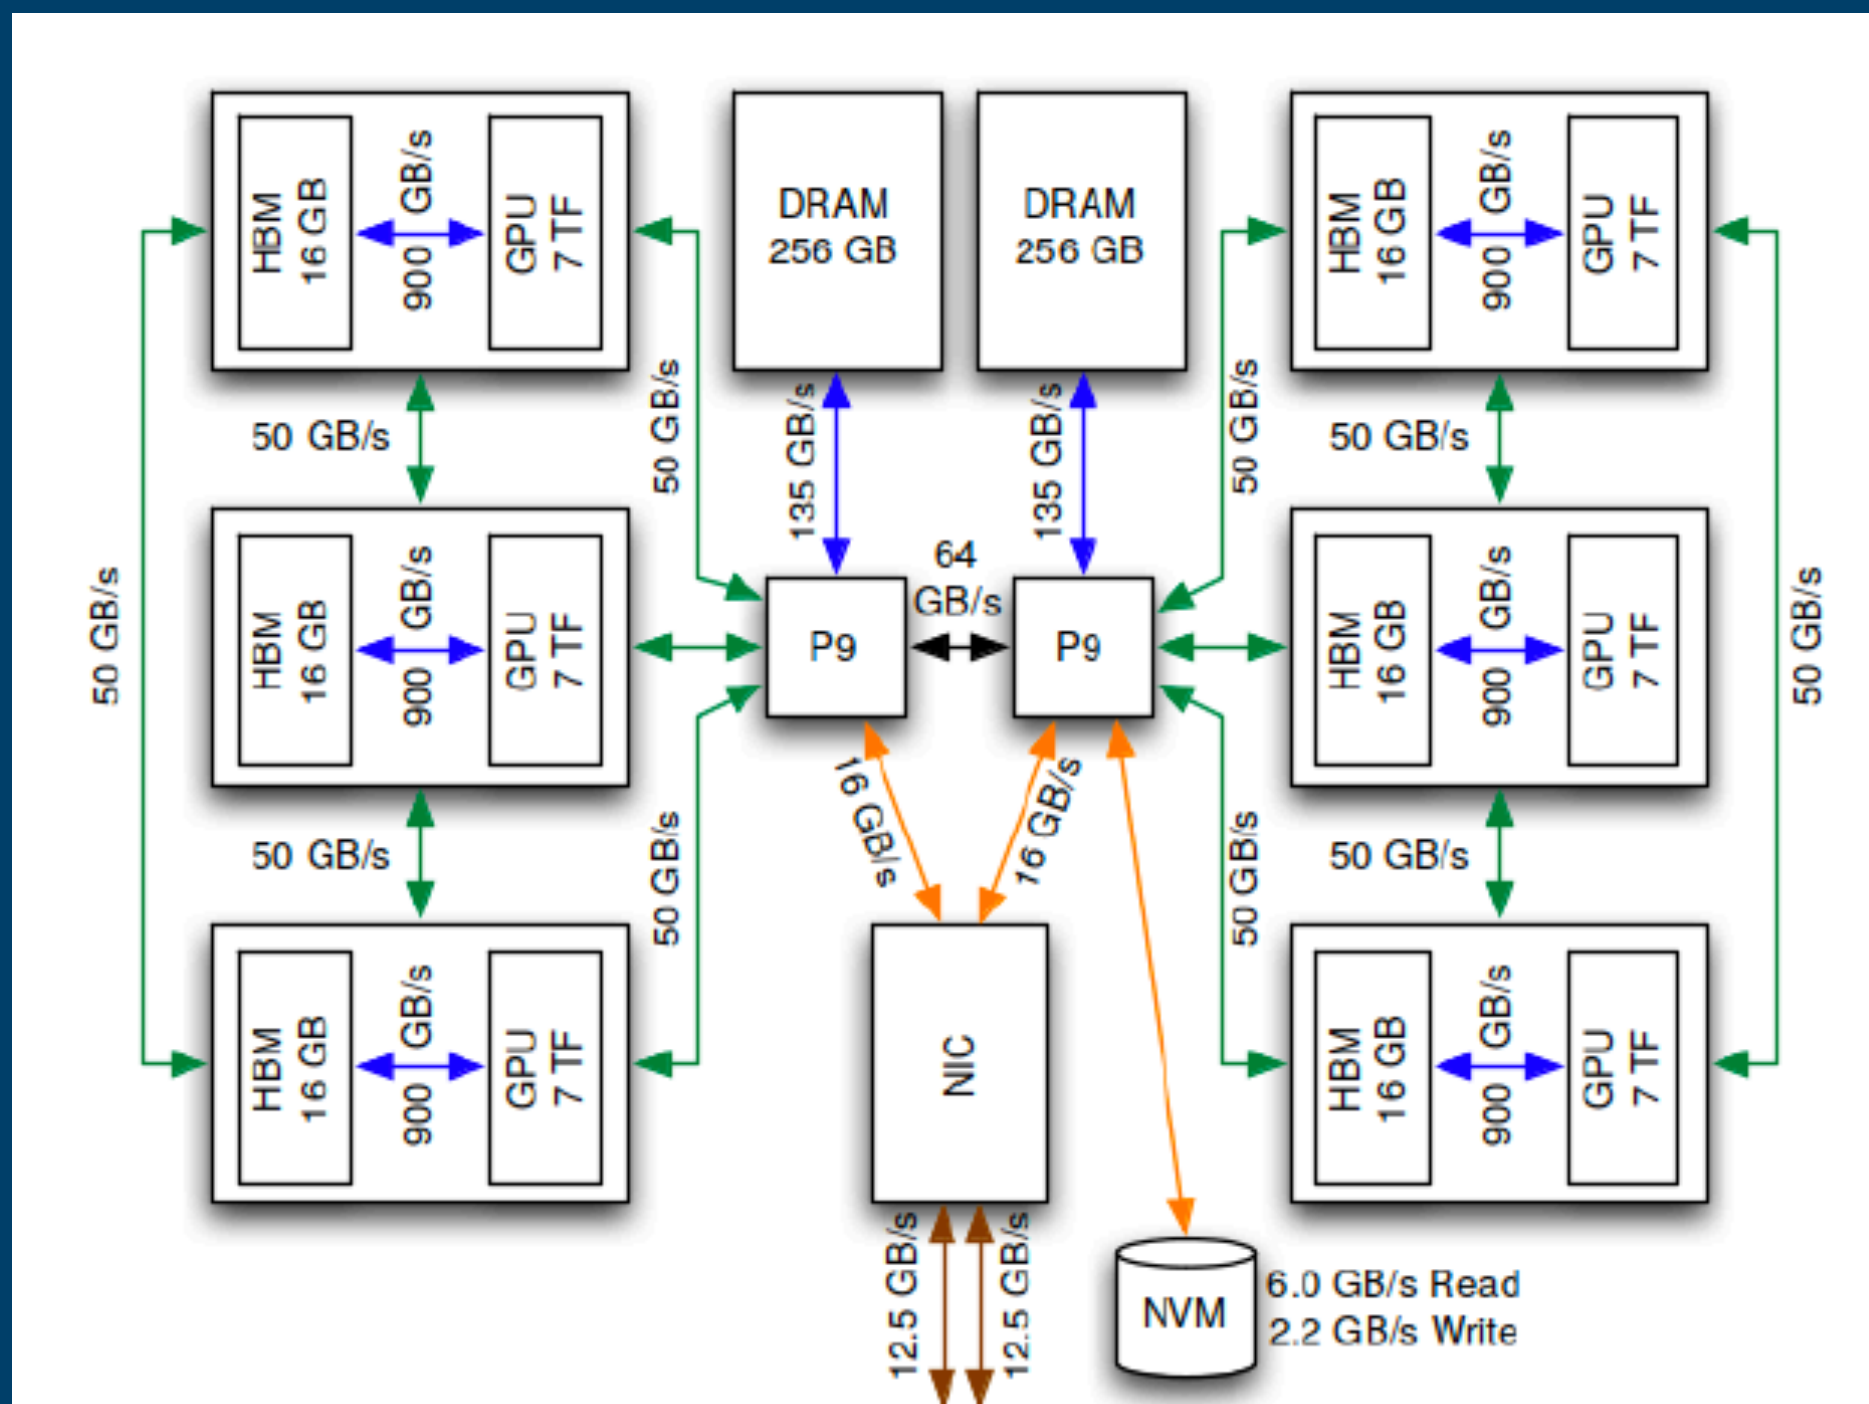 HBM
16 GB
900 GB/s
GPU
7 TF
DRAM
256 GB
DRAM
256 GB
HBM
16 GB
900 GB/s
GPU
7 TF
50 GB/s
50 GB/s
135 GB/s
135 GB/s
50 GB/s
50 GB/s
50 GB/s
HBM
16 GB
900 GB/s
GPU
7 TF
P9
64
GB/s
P9
HBM
16 GB
900 GB/s
GPU
7 TF
50 GB/s
50 GB/s
50 GB/s
16 GB/s
16 GB/s
50 GB/s
50 GB/s
HBM
16 GB
900 GB/s
GPU
7 TF
NIC
HBM
16 GB
900 GB/s
GPU
7 TF
12.5 GB/s
12.5 GB/s
NVM
6.0 GB/s Read
2.2 GB/s Write